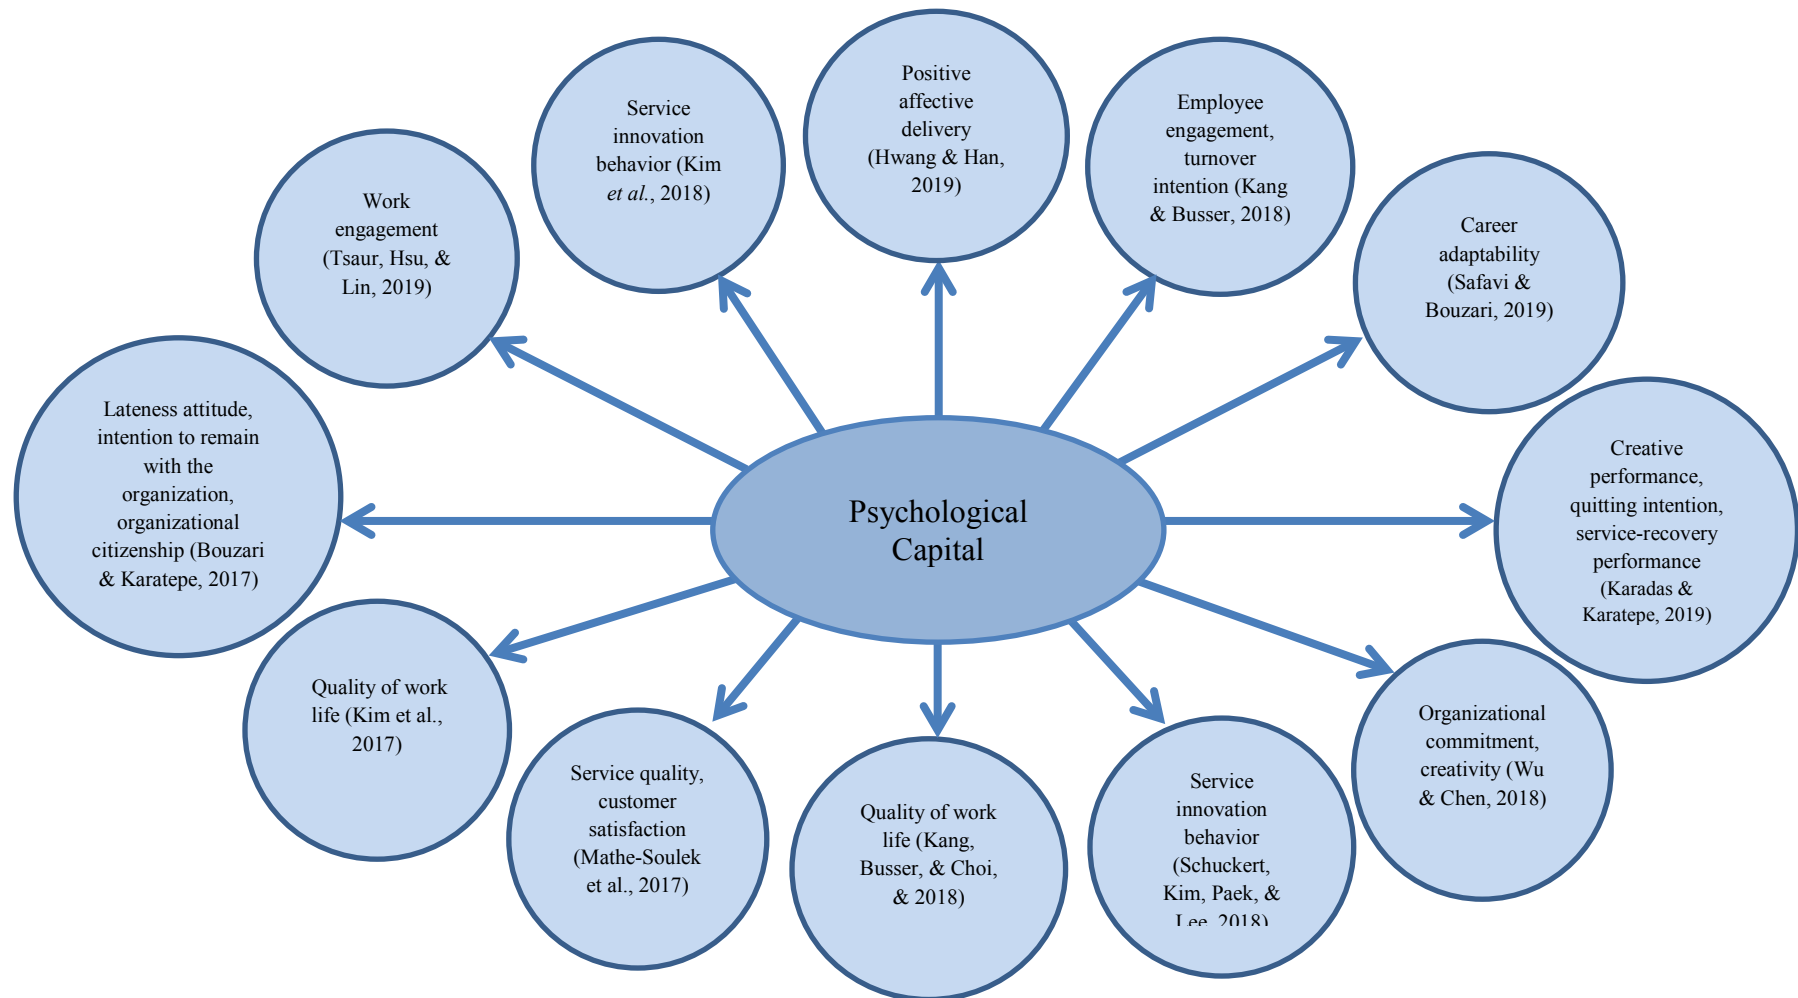 Positive
affective
delivery
(Hwang & Han,
2019)
Service
innovation
behavior (Kim
et al., 2018)
Employee
engagement,
turnover
intention (Kang
& Busser, 2018)
Work
engagement
(Tsaur, Hsu, &
Lin, 2019)
Career
adaptability
(Safavi &
Bouzari, 2019)
Lateness attitude,
intention to remain
with the
organization,
organizational
citizenship (Bouzari
& Karatepe, 2017)
Creative
performance,
quitting intention,
service-recovery
performance
(Karadas &
Karatepe, 2019)
Psychological
Capital
Quality of work
life (Kim et al.,
2017)
Organizational
commitment,
creativity (Wu
& Chen, 2018)
Service quality,
customer
satisfaction
(Mathe-Soulek
et al., 2017)
Quality of work
life (Kang,
Busser, & Choi,
& 2018)
Service
innovation
behavior
(Schuckert,
Kim, Paek, &
Lee, 2018)